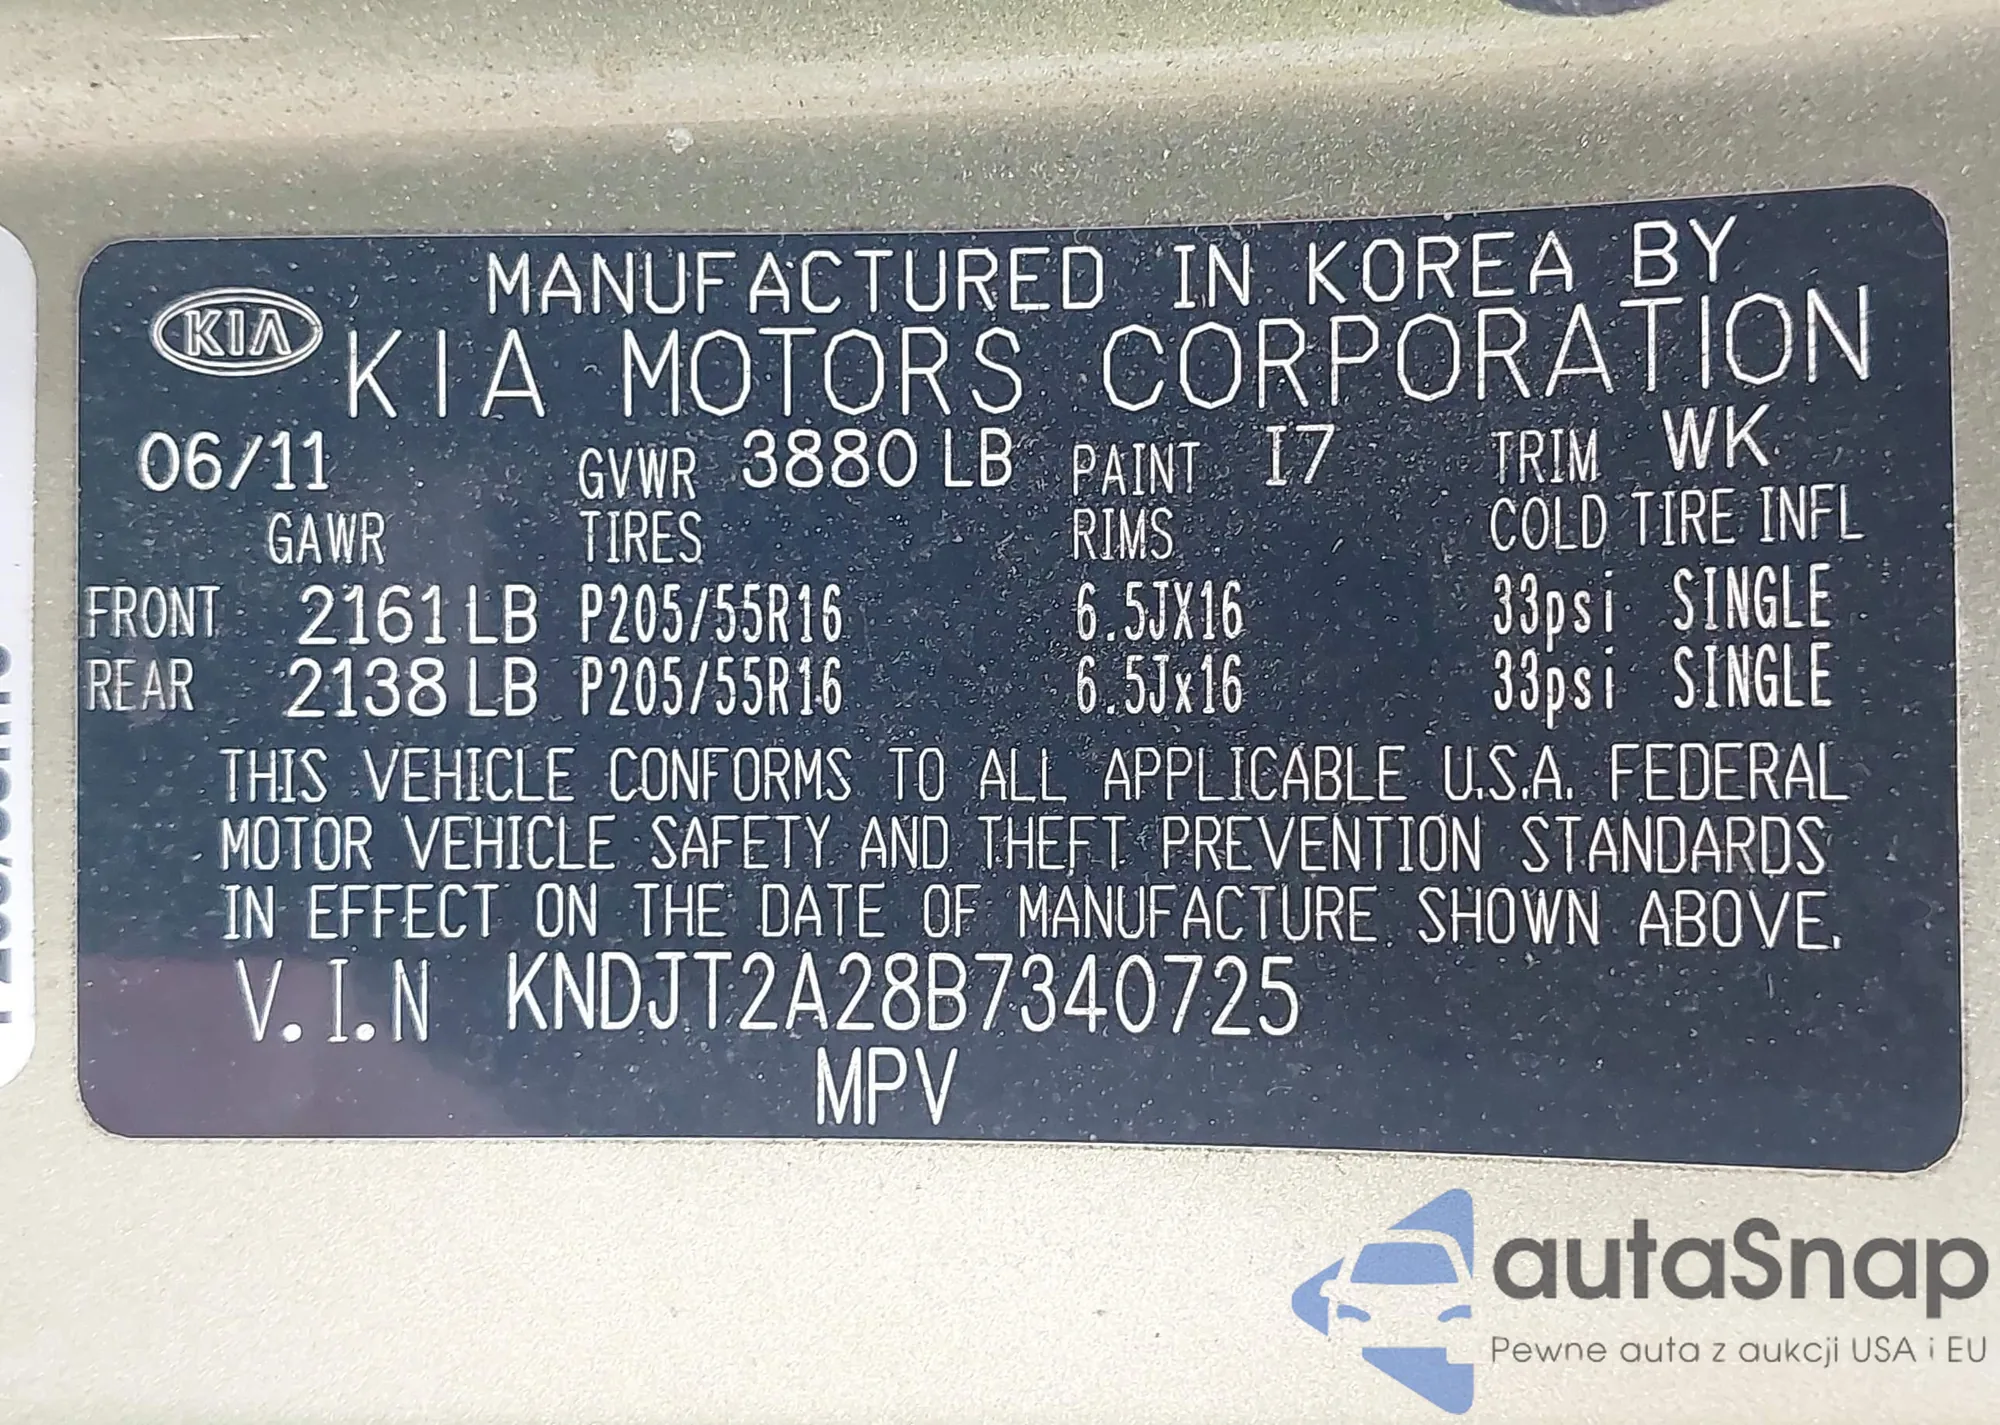 MANUFACTURED IN KOREA BY
KIA
KIA MOTORS CORPORATION
06/11 GVWR 3880 LB PAINT I7 TRIM WK
GAWR TIRES RIMS COLD TIRE INFL
FRONT 2161 LB P205/55R16 6.5JX16 33psi SINGLE
REAR 2138 LB P205/55R16 6.5Jx16 33psi SINGLE
THIS VEHICLE CONFORMS TO ALL APPLICABLE U.S.A. FEDERAL
MOTOR VEHICLE SAFETY AND THEFT PREVENTION STANDARDS
IN EFFECT ON THE DATE OF MANUFACTURE SHOWN ABOVE.
V.I.N KNDJT2A28B7340725
MPV
autaSnap
Pewne auta z aukcji USA i EU